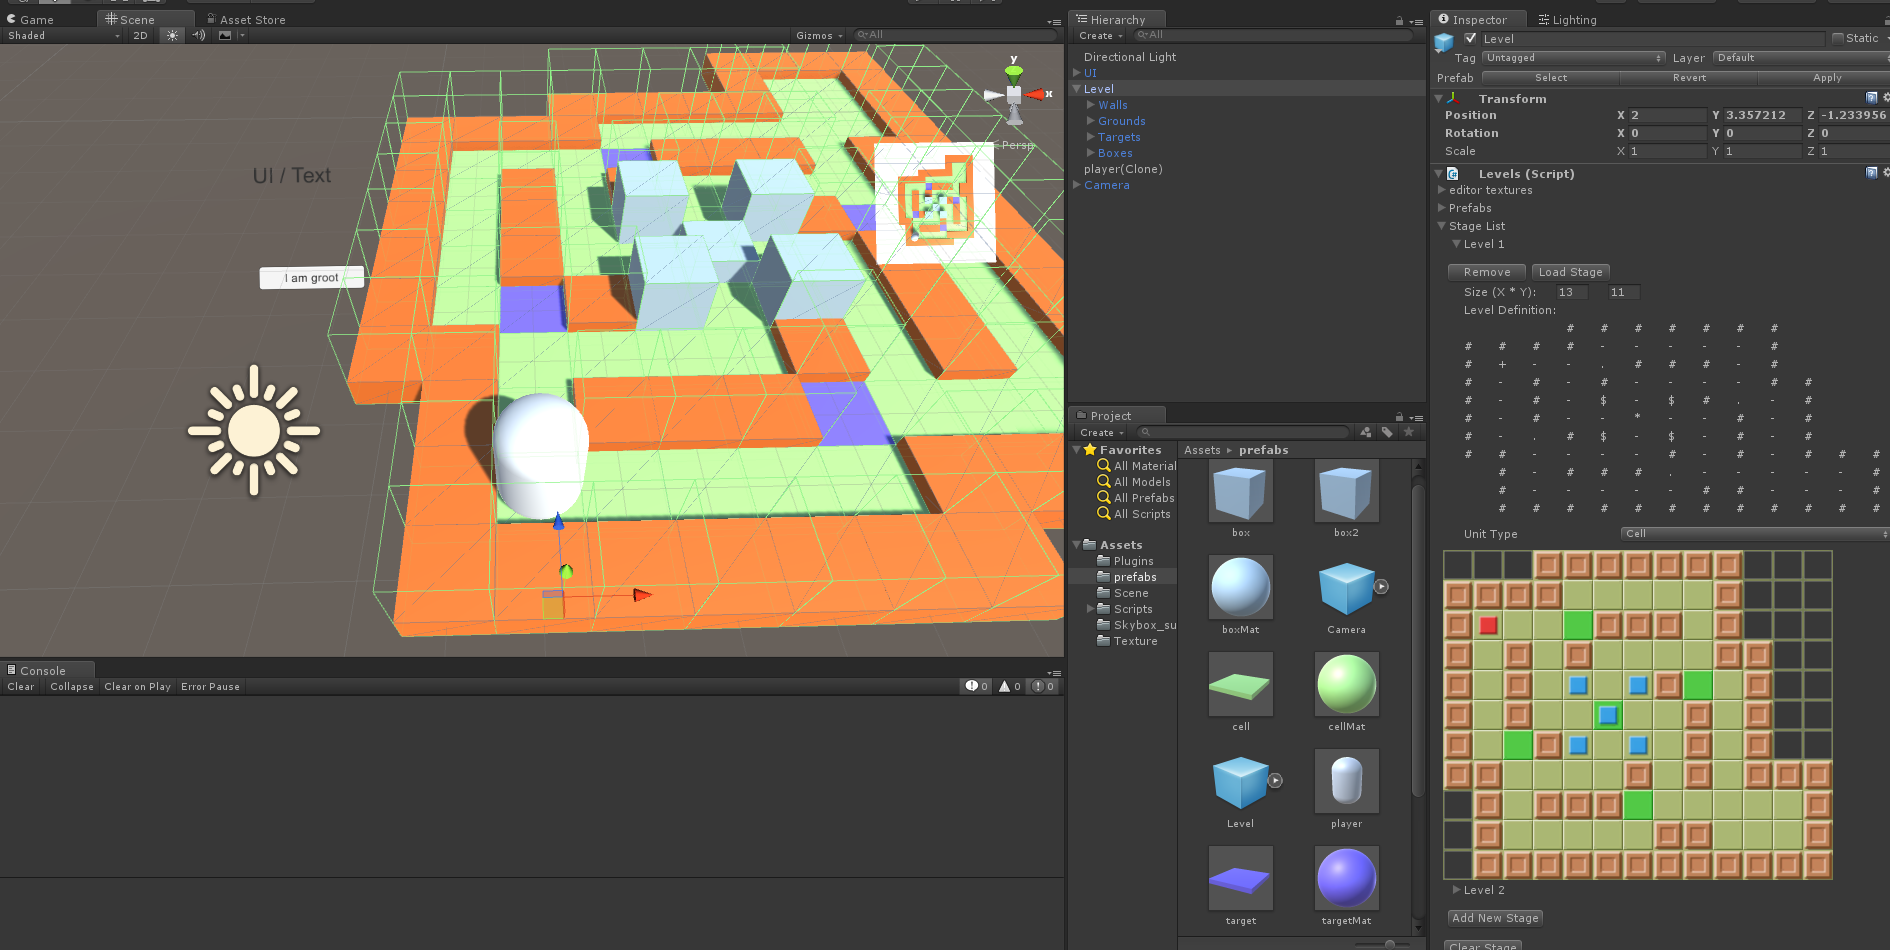 Game
Scene
Asset Store
Shaded
2D
Gizmos
All
y
x
Persp
UI / Text
I am groot
Console
Clear
Collapse
Clear on Play
Error Pause
0
0
0
Hierarchy
Create
All
Directional Light
UI
Level
Walls
Grounds
Targets
Boxes
player(Clone)
Camera
Project
Create
Favorites
All Material
All Models
All Prefabs
All Scripts
Assets
Plugins
prefabs
Scene
Scripts
Skybox_su
Texture
Assets ▸ prefabs
box
box2
boxMat
Camera
cell
cellMat
Level
player
target
targetMat
Inspector
Lighting
Level
Static
Tag Untagged Layer Default
Prefab Select Revert Apply
Transform
Position X 2 Y 3.357212 Z -1.233956
Rotation X 0 Y 0 Z 0
Scale X 1 Y 1 Z 1
Levels (Script)
editor textures
Prefabs
Stage List
Level 1
Remove
Load Stage
Size (X * Y): 13 11
Level Definition:
# # # # # # #
# # # # - - - - - #
# + - - . # # # - #
# - # - # - - - - # #
# - # - $ - $ # . - #
# - # - - * - - # - #
# - . # $ - $ - # - #
# # - - - - # - # - # # #
# - # # # . - - - - - #
# - - - - - # # - - - #
# # # # # # # # # # # #
Unit Type Cell
Level 2
Add New Stage
Clear Stage